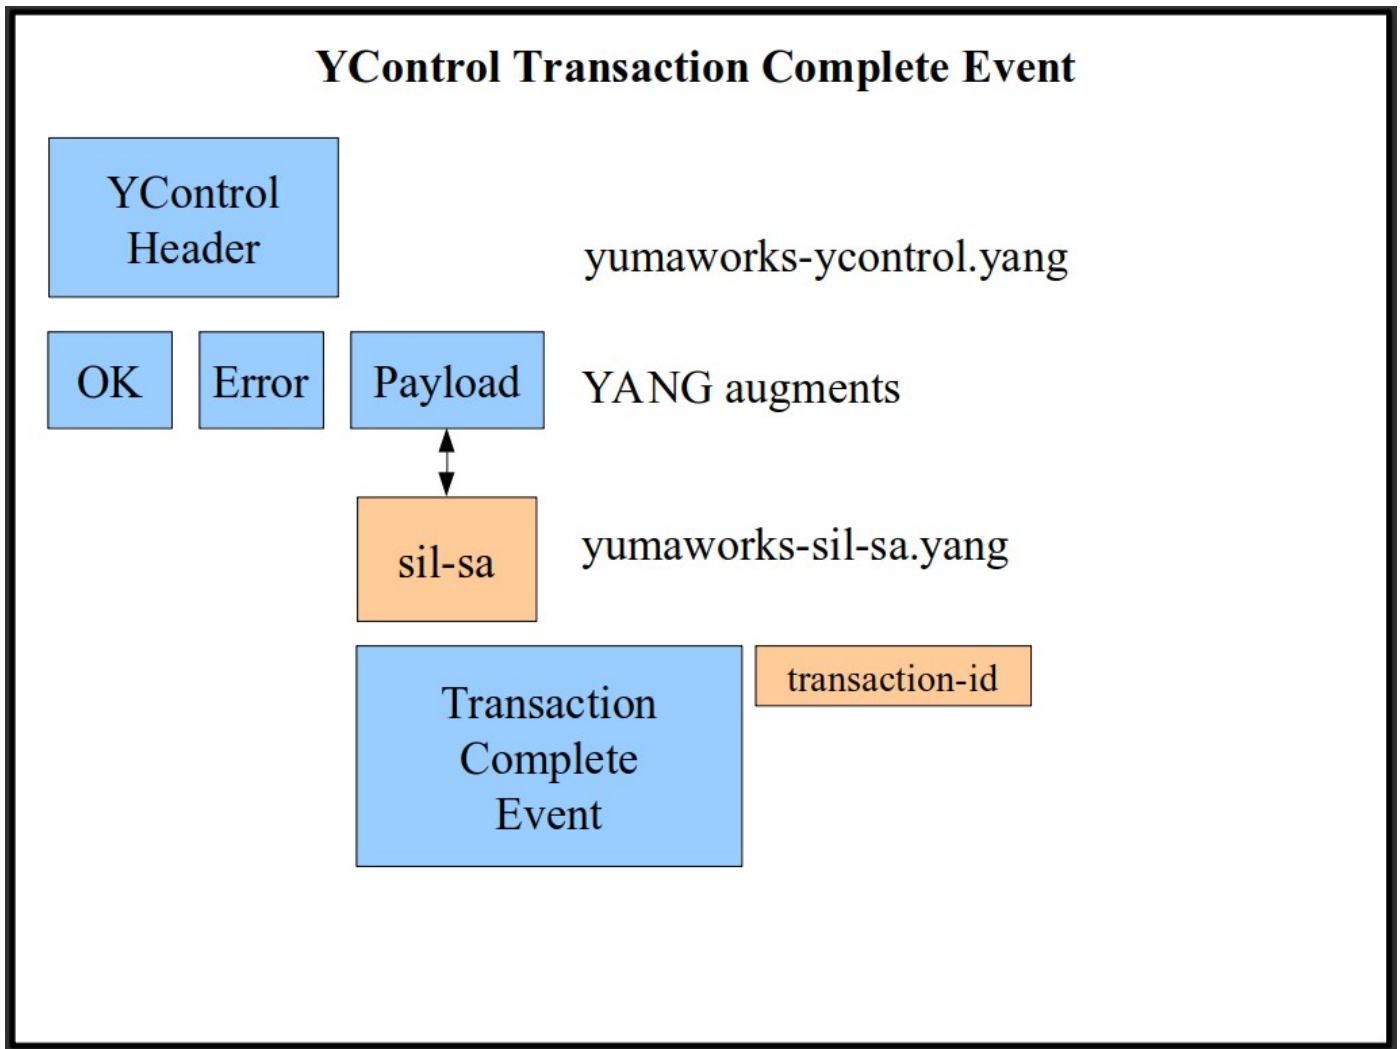 YControl Transaction Complete Event
YControl
Header
yumaworks-ycontrol.yang
OK
Error
Payload
YANG augments
sil-sa
yumaworks-sil-sa.yang
Transaction
Complete
Event
transaction-id